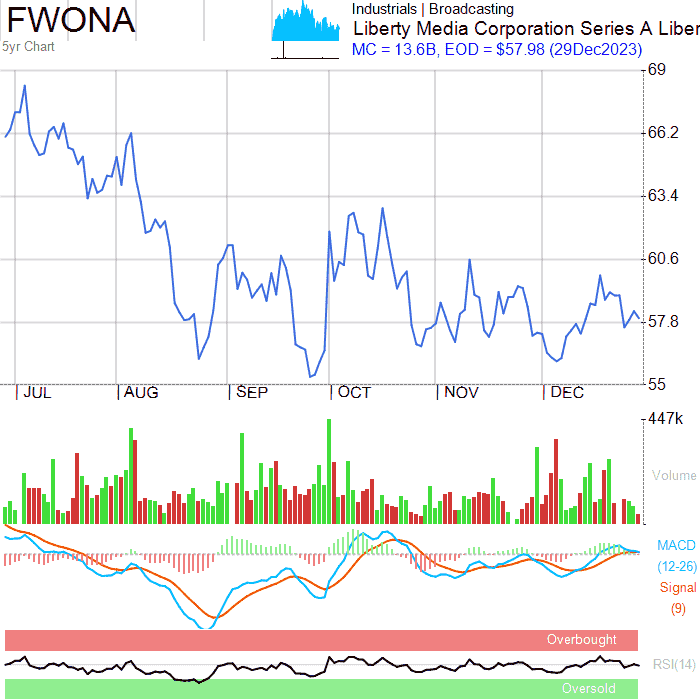 FWONA
5yr Chart
Industrials | Broadcasting
Liberty Media Corporation Series A Liber
MC = 13.6B, EOD = $57.98 (29Dec2023)
69
66.2
63.4
60.6
57.8
55
JUL AUG SEP OCT NOV DEC
447k
Volume
MACD
(12-26)
Signal
(9)
Overbought
RSI(14)
Oversold